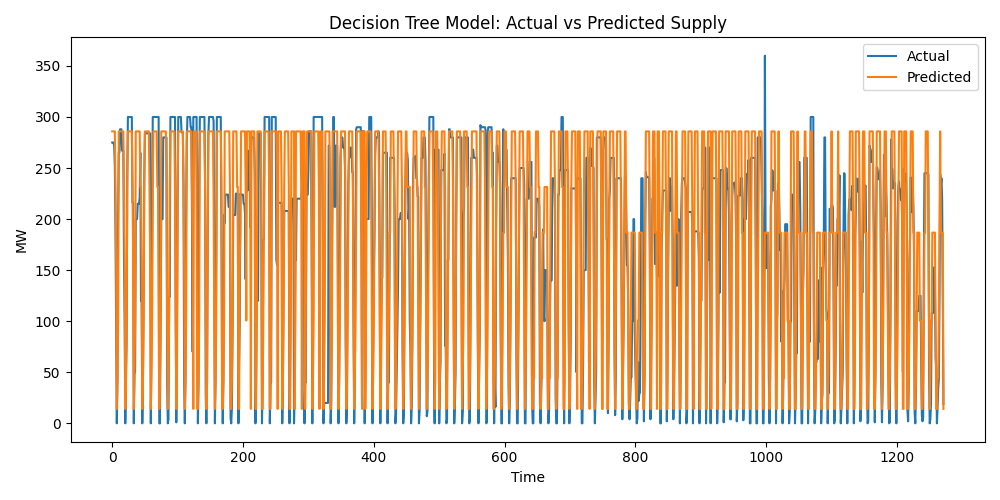 Decision Tree Model: Actual vs Predicted Supply
Actual
Predicted
MW
350
300
250
200
150
100
50
0
0 200 400 600 800 1000 1200
Time